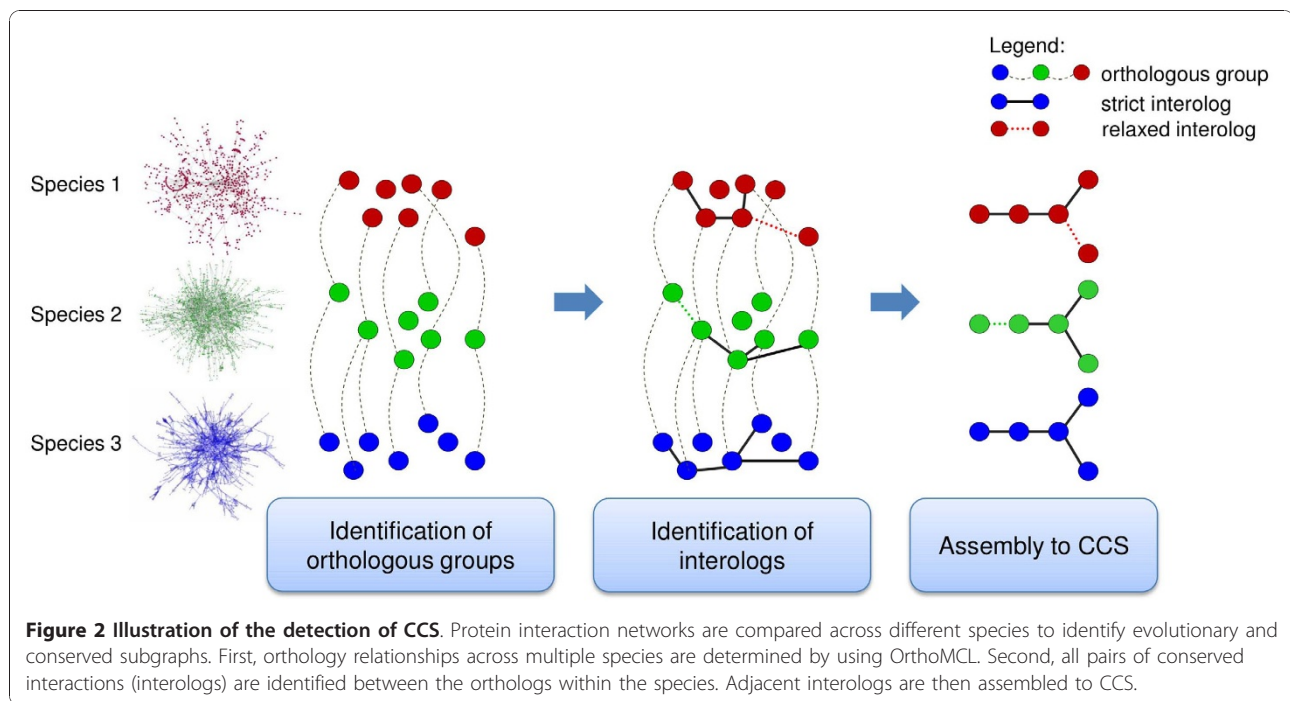 Legend:
orthologous group
strict interolog
relaxed interolog
Species 1
Species 2
Species 3
Identification of
orthologous groups
Identification of
interologs
Assembly to CCS
Figure 2 Illustration of the detection of CCS. Protein interaction networks are compared across different species to identify evolutionary and
conserved subgraphs. First, orthology relationships across multiple species are determined by using OrthoMCL. Second, all pairs of conserved
interactions (interologs) are identified between the orthologs within the species. Adjacent interologs are then assembled to CCS.